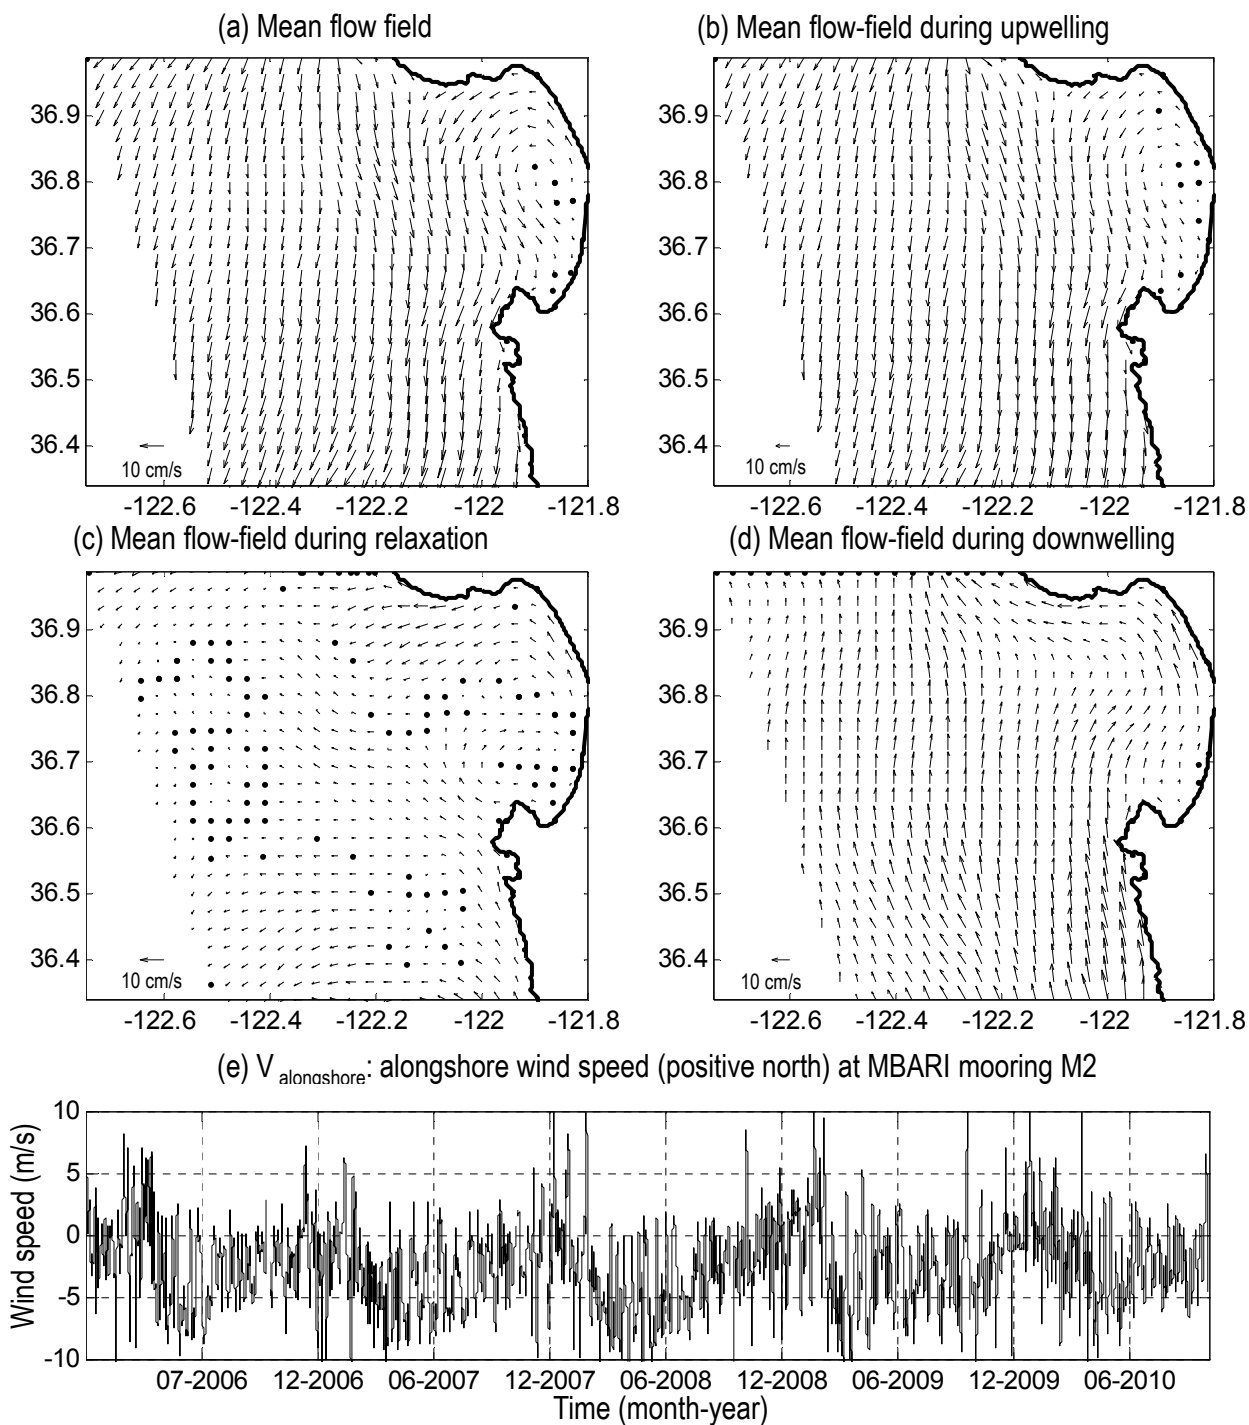 (a) Mean flow field
(b) Mean flow-field during upwelling
36.9
36.8
36.7
36.6
36.5
36.4
10 cm/s
-122.6 -122.4 -122.2 -122 -121.8
36.9
36.8
36.7
36.6
36.5
36.4
10 cm/s
-122.6 -122.4 -122.2 -122 -121.8
(c) Mean flow-field during relaxation
(d) Mean flow-field during downwelling
36.9
36.8
36.7
36.6
36.5
36.4
10 cm/s
-122.6 -122.4 -122.2 -122 -121.8
36.9
36.8
36.7
36.6
36.5
36.4
10 cm/s
-122.6 -122.4 -122.2 -122 -121.8
(e) V alongshore: alongshore wind speed (positive north) at MBARI mooring M2
Wind speed (m/s)
10
5
0
-5
-10
07-2006 12-2006 06-2007 12-2007 06-2008 12-2008 06-2009 12-2009 06-2010
Time (month-year)